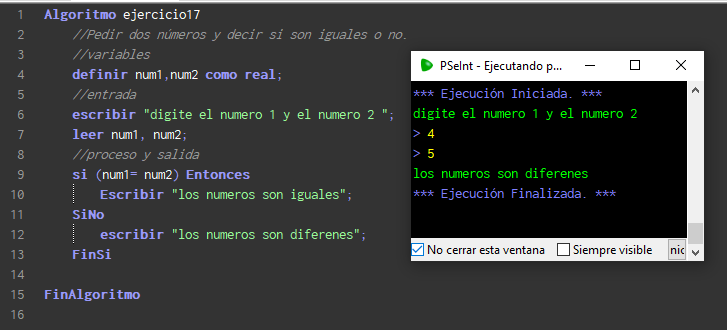 1 Algoritmo ejercicio17
2 //Pedir dos números y decir si son iguales o no.
3 //variables
4 definir num1,num2 como real;
5 //entrada
6 escribir "digite el numero 1 y el numero 2 ";
7 leer num1, num2;
8 //proceso y salida
9 si (num1= num2) Entonces
10 Escribir "los numeros son iguales";
11 SiNo
12 escribir "los numeros son diferenes";
13 FinSi
14
15 FinAlgoritmo
16
PSeInt - Ejecutando p...
*** Ejecución Iniciada. ***
digite el numero 1 y el numero 2
> 4
> 5
los numeros son diferenes
*** Ejecución Finalizada. ***
No cerrar esta ventana Siempre visible nic